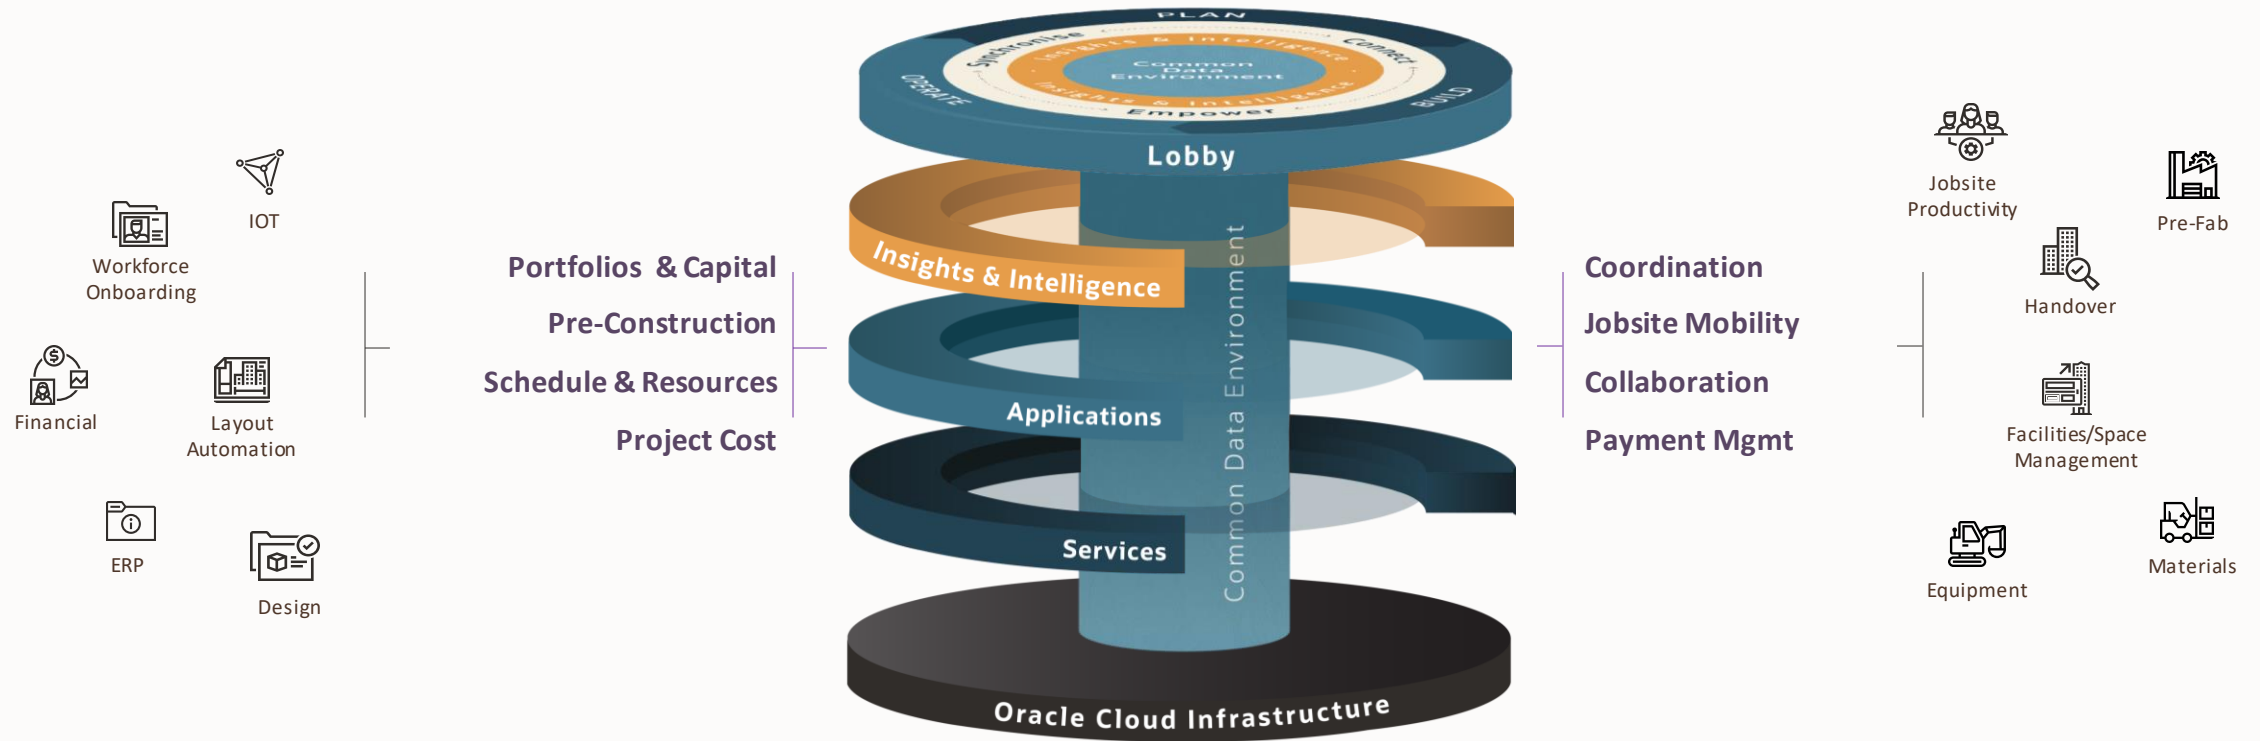 IOT
Workforce
Onboarding
Financial
Layout
Automation
ERP
Design
Portfolios & Capital
Pre-Construction
Schedule & Resources
Project Cost
PLAN
BUILD
OPERATE
Synchronise
Connect
Empower
Insights & Intelligence
Insights & Intelligence
Common
Data
Environment
Lobby
Insights & Intelligence
Applications
Services
Common Data Environment
Oracle Cloud Infrastructure
Coordination
Jobsite Mobility
Collaboration
Payment Mgmt
Jobsite
Productivity
Pre-Fab
Handover
Facilities/Space
Management
Equipment
Materials